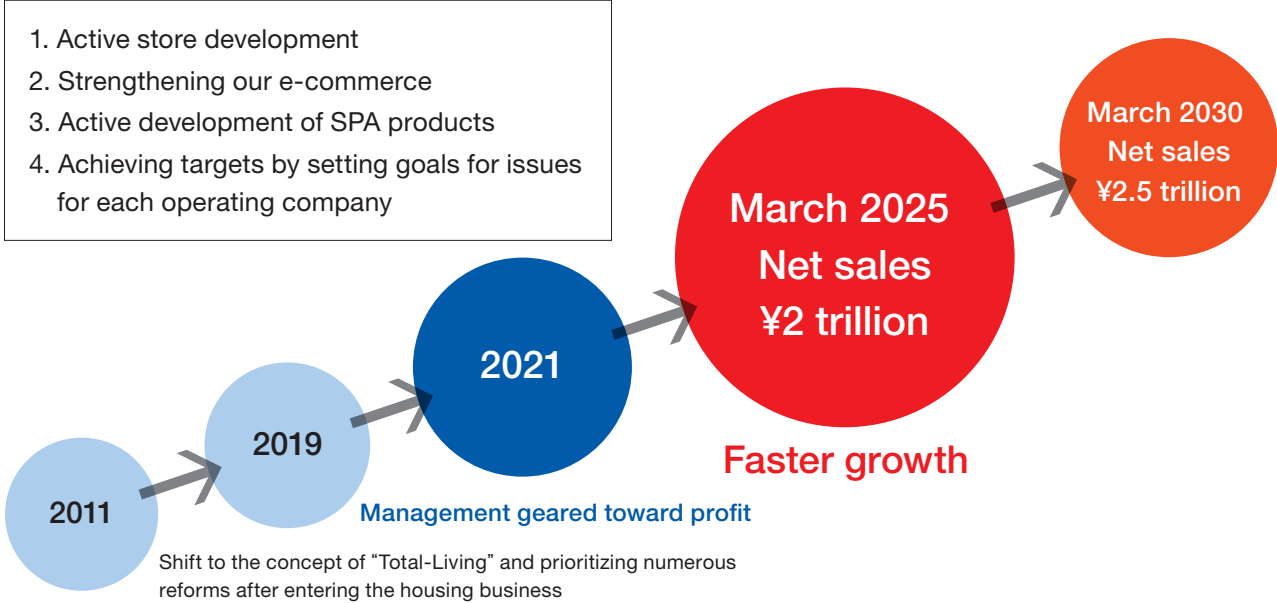 1. Active store development
2. Strengthening our e-commerce
3. Active development of SPA products
4. Achieving targets by setting goals for issues
for each operating company
2011
2019
2021
March 2025
Net sales
¥2 trillion
March 2030
Net sales
¥2.5 trillion
Faster growth
Management geared toward profit
Shift to the concept of “Total-Living” and prioritizing numerous
reforms after entering the housing business